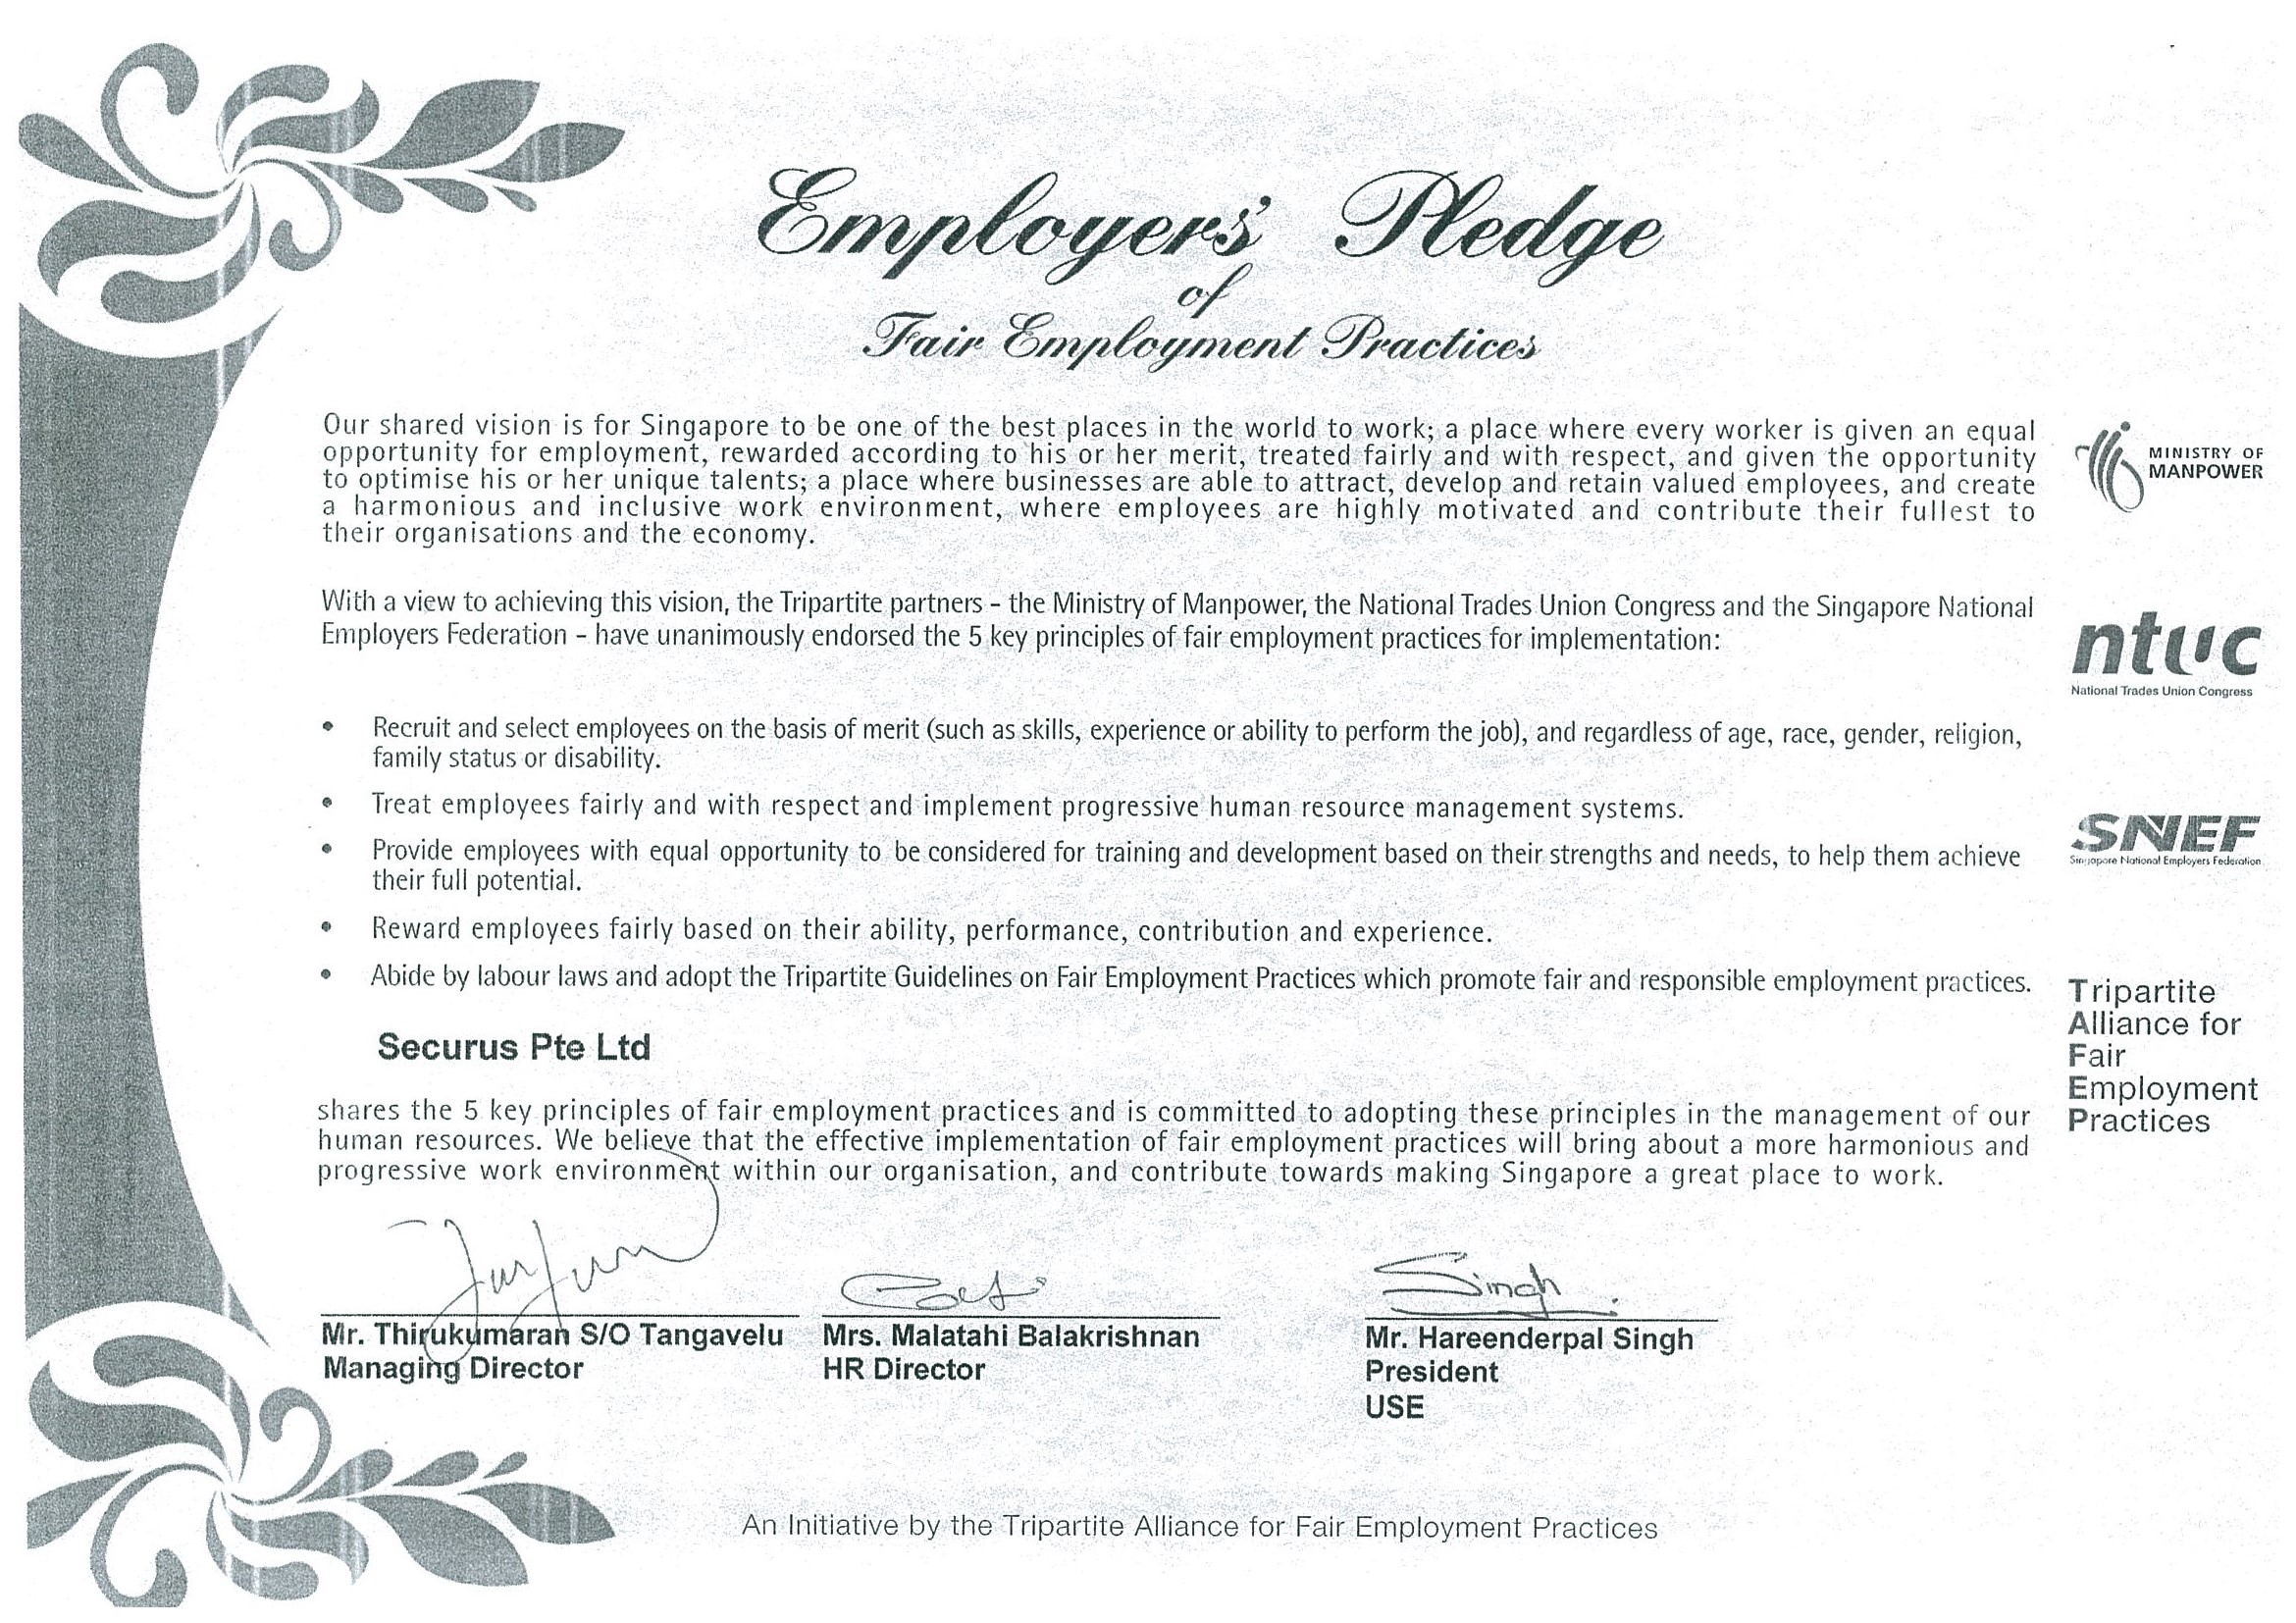 Employers' Pledge
of
Fair Employment Practices
Our shared vision is for Singapore to be one of the best places in the world to work; a place where every worker is given an equal
opportunity for employment, rewarded according to his or her merit, treated fairly and with respect, and given the opportunity
to optimise his or her unique talents; a place where businesses are able to attract, develop and retain valued employees, and create
a harmonious and inclusive work environment, where employees are highly motivated and contribute their fullest to
their organisations and the economy.
With a view to achieving this vision, the Tripartite partners - the Ministry of Manpower, the National Trades Union Congress and the Singapore National
Employers Federation - have unanimously endorsed the 5 key principles of fair employment practices for implementation:
• Recruit and select employees on the basis of merit (such as skills, experience or ability to perform the job), and regardless of age, race, gender, religion,
family status or disability.
• Treat employees fairly and with respect and implement progressive human resource management systems.
• Provide employees with equal opportunity to be considered for training and development based on their strengths and needs, to help them achieve
their full potential.
• Reward employees fairly based on their ability, performance, contribution and experience.
• Abide by labour laws and adopt the Tripartite Guidelines on Fair Employment Practices which promote fair and responsible employment practices.
Securus Pte Ltd
shares the 5 key principles of fair employment practices and is committed to adopting these principles in the management of our
human resources. We believe that the effective implementation of fair employment practices will bring about a more harmonious and
progressive work environment within our organisation, and contribute towards making Singapore a great place to work.
Singh
Mr. Thirukumaran S/O Tangavelu
Managing Director
Mrs. Malatahi Balakrishnan
HR Director
Mr. Hareenderpal Singh
President
USE
An Initiative by the Tripartite Alliance for Fair Employment Practices
MINISTRY OF
MANPOWER
ntuc
National Trades Union Congress
SNEF
Singapore National Employers Federation
Tripartite
Alliance for
Fair
Employment
Practices